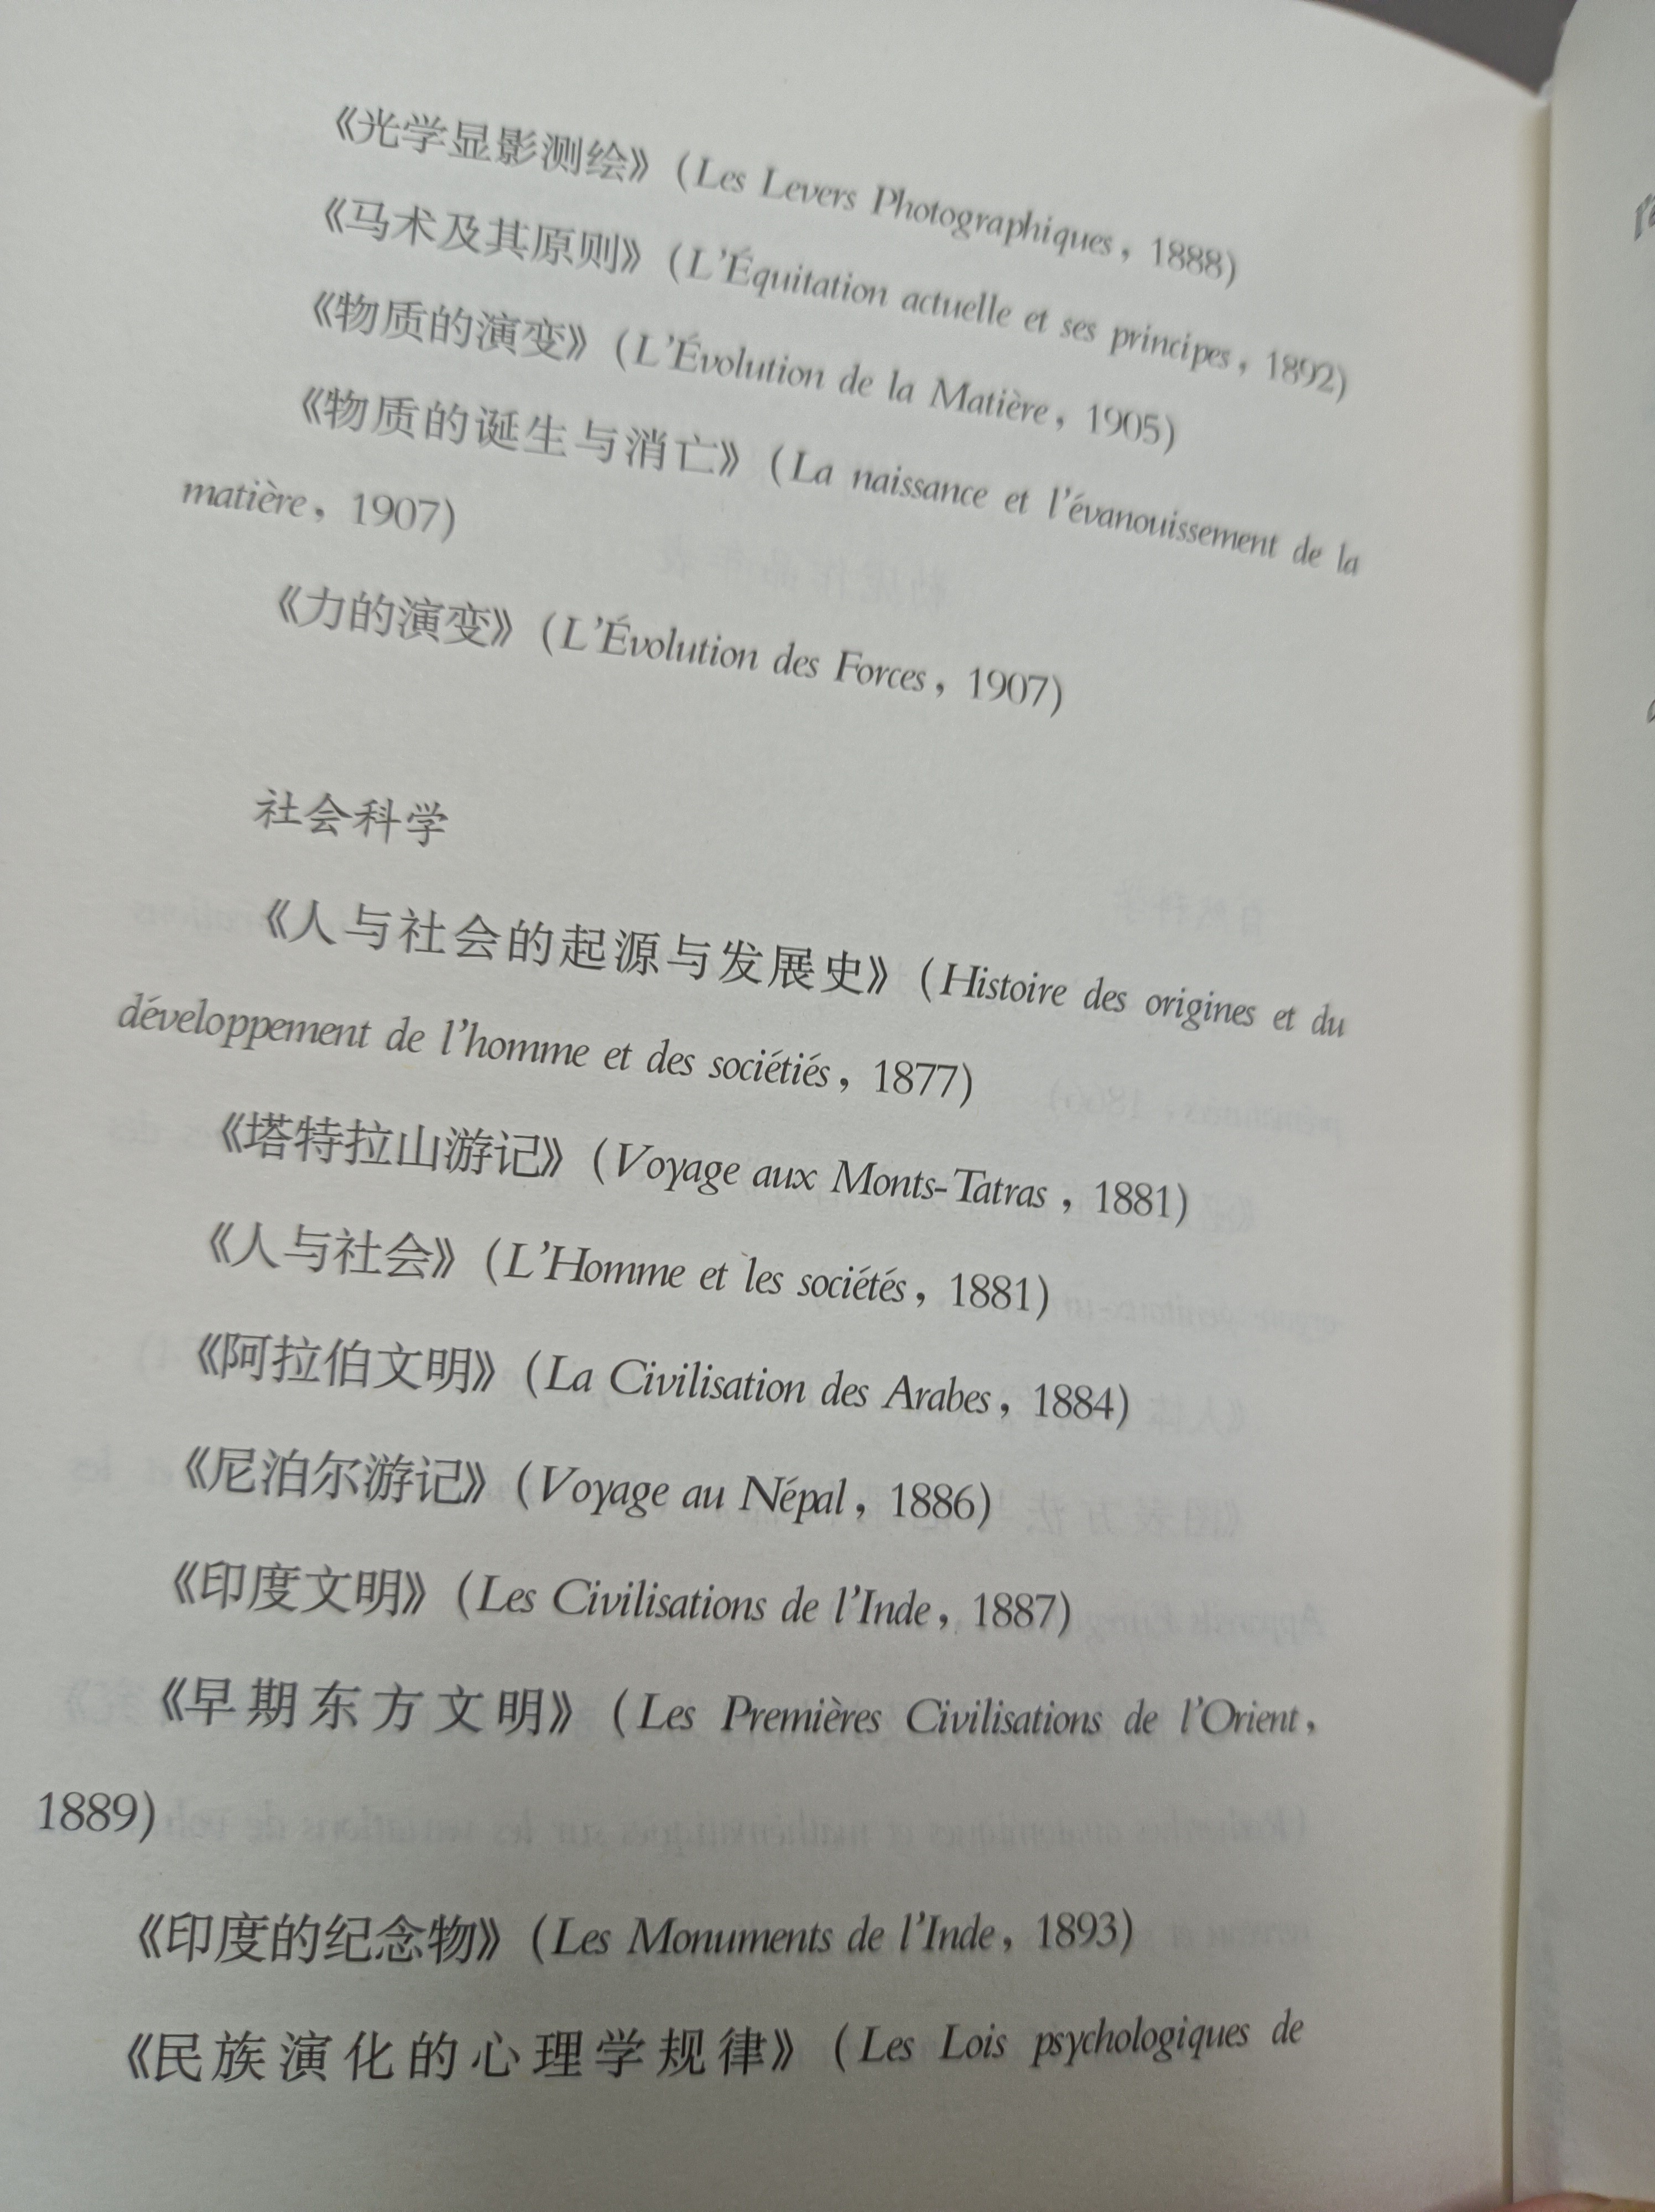 《光学显影测绘》(Les Levers Photographiques, 1888)
《马术及其原则》(L'Équitation actuelle et ses principes, 1892)
《物质的演变》(L'Évolution de la Matière, 1905)
《物质的诞生与消亡》(La naissance et l'évanouissement de la
matière, 1907)
《力的演变》(L'Évolution des Forces, 1907)
社会科学
《人与社会的起源与发展史》(Histoire des origines et du
développement de l'homme et des sociétiés, 1877)
《塔特拉山游记》(Voyage aux Monts-Tatras, 1881)
《人与社会》(L'Homme et les sociétés, 1881)
《阿拉伯文明》(La Civilisation des Arabes, 1884)
《尼泊尔游记》(Voyage au Népal, 1886)
《印度文明》(Les Civilisations de l'Inde, 1887)
《早期东方文明》(Les Premières Civilisations de l'Orient,
1889)
《印度的纪念物》(Les Monuments de l'Inde, 1893)
《民族演化的心理学规律》(Les Lois psychologiques de